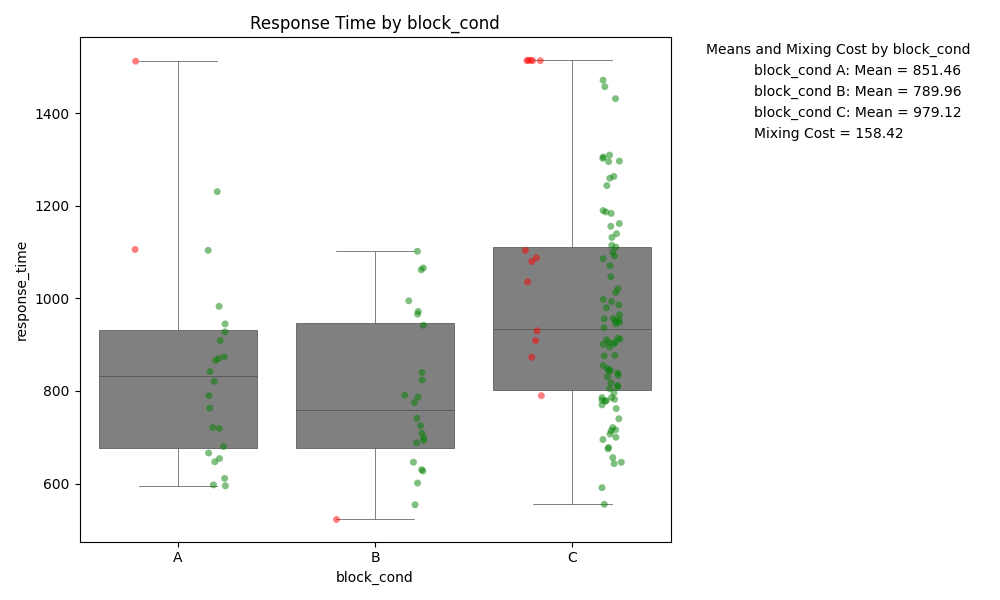 Response Time by block_cond
Means and Mixing Cost by block_cond
block_cond A: Mean = 851.46
block_cond B: Mean = 789.96
block_cond C: Mean = 979.12
Mixing Cost = 158.42
response_time
1400
1200
1000
800
600
A
B
C
block_cond